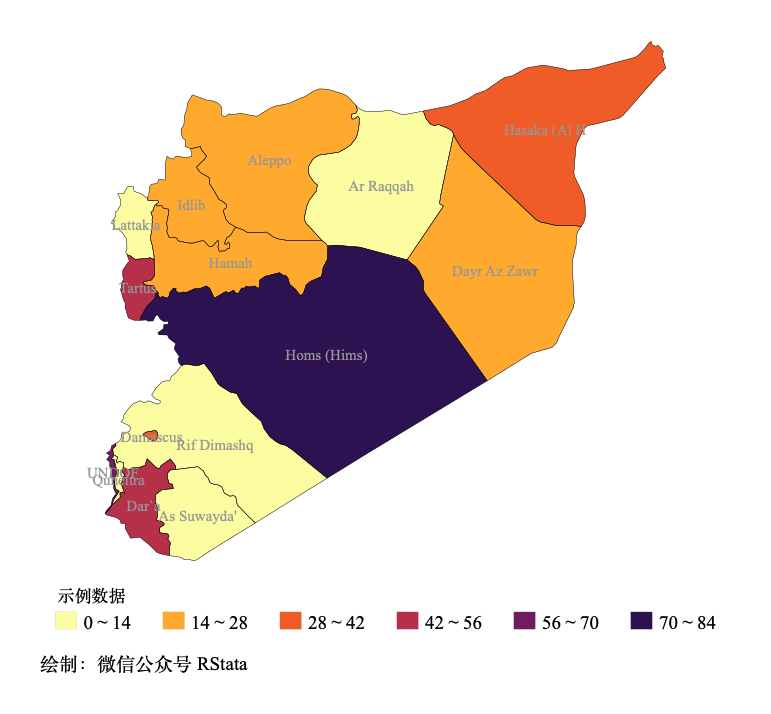 Hasaka (Al H
Aleppo
Ar Raqqah
Idlib
Lattakia
Hamah
Dayr Az Zawr
Tartus
Homs (Hims)
Damascus
Rif Dimashq
UNDOF
Quneitra
Dar`a
As Suwayda'
示例数据
0 ~ 14
14 ~ 28
28 ~ 42
42 ~ 56
56 ~ 70
70 ~ 84
绘制：微信公众号 RStata